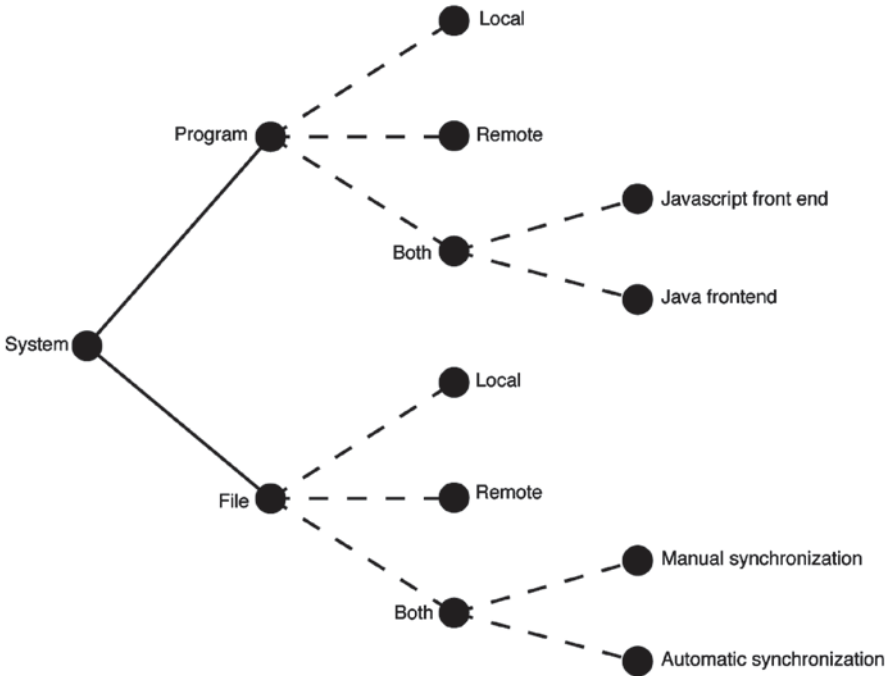 Local
Program
Remote
Javascript front end
Both
Java frontend
System
Local
File
Remote
Manual synchronization
Both
Automatic synchronization